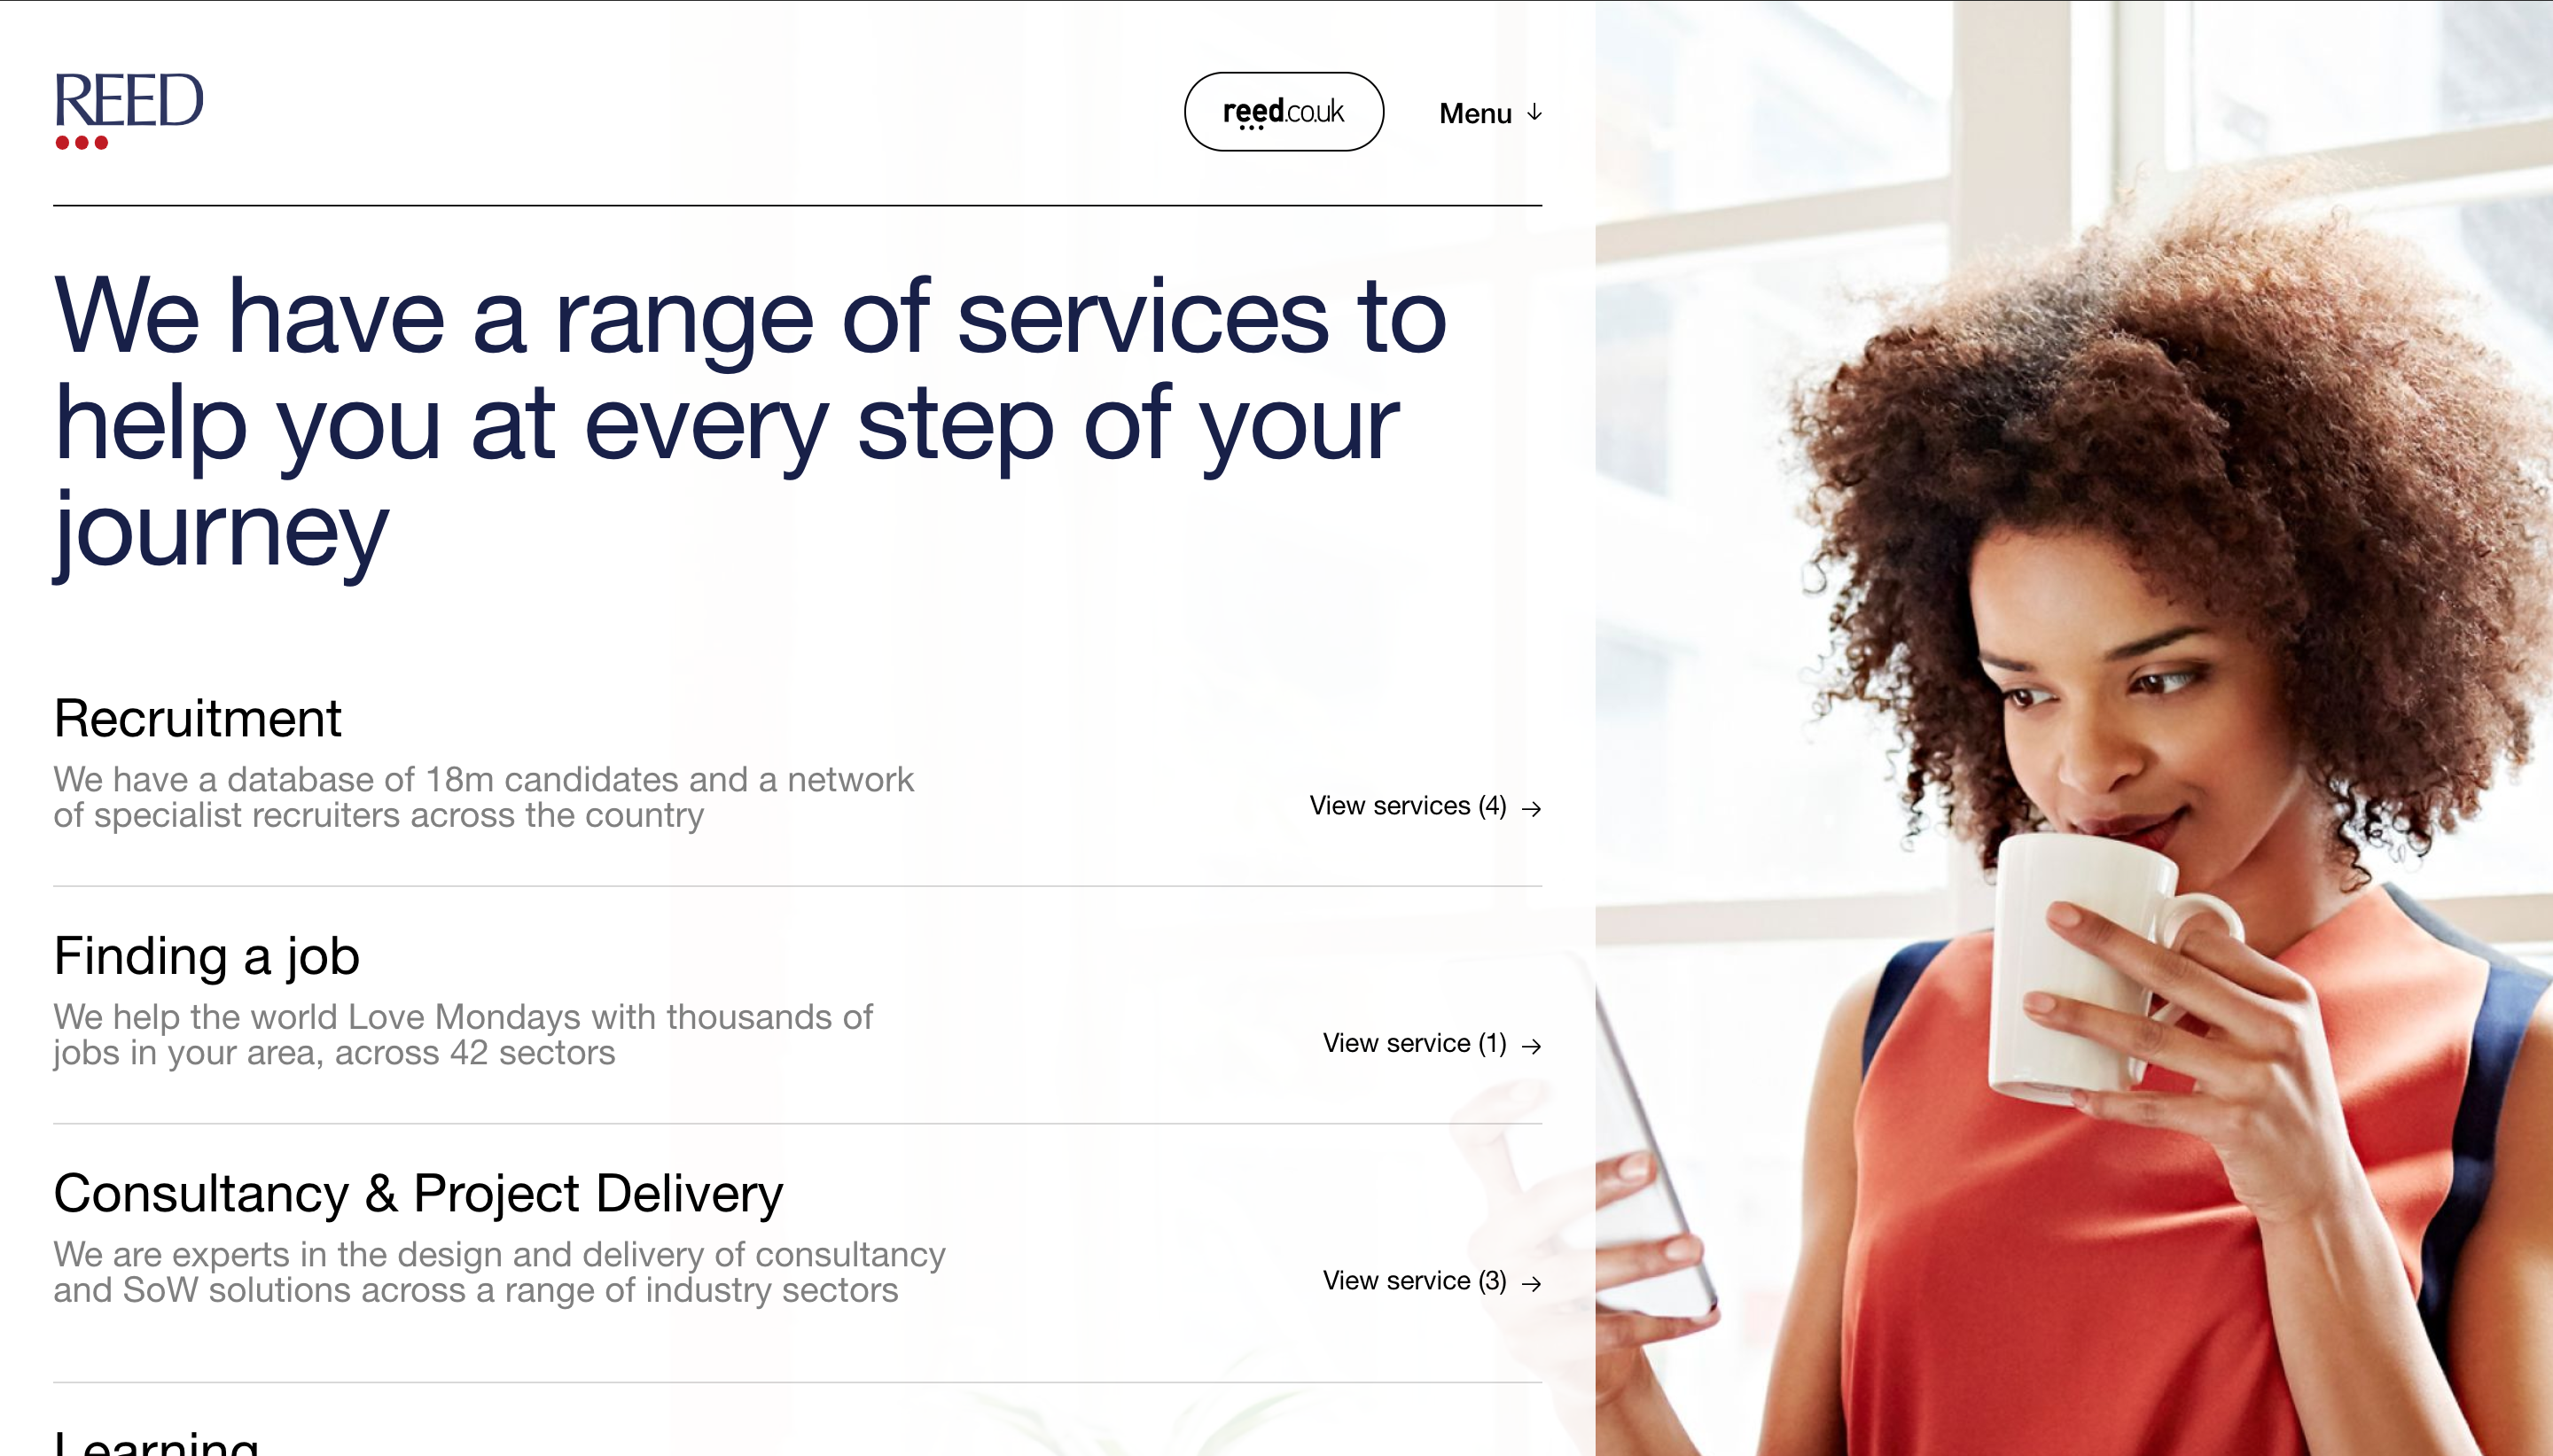 REED
reed.co.uk
Menu
We have a range of services to
help you at every step of your
journey
Recruitment
We have a database of 18m candidates and a network
of specialist recruiters across the country
View services (4)
Finding a job
We help the world Love Mondays with thousands of
jobs in your area, across 42 sectors
View service (1)
Consultancy & Project Delivery
We are experts in the design and delivery of consultancy
and SoW solutions across a range of industry sectors
View service (3)
Learning